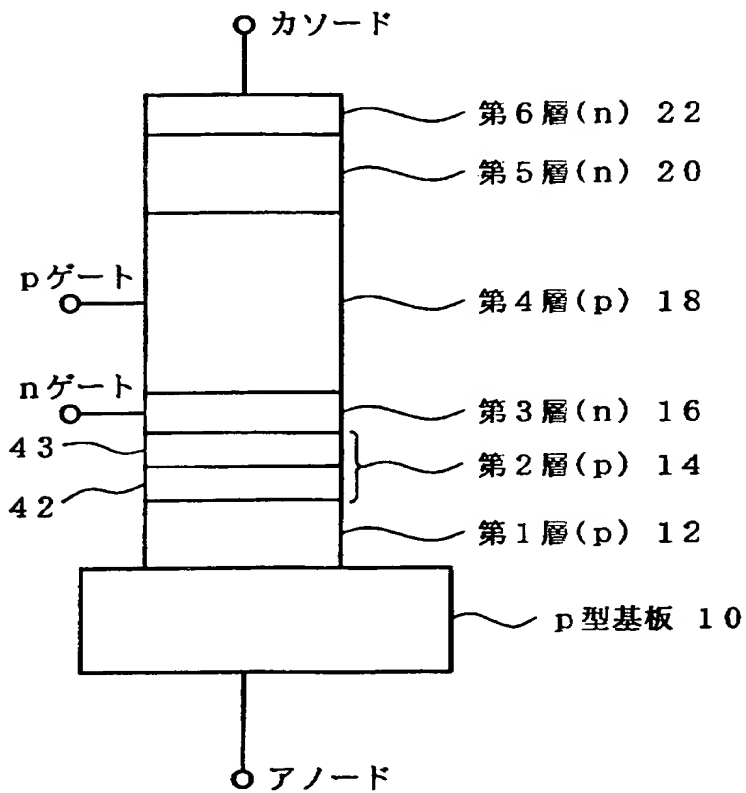 カソード
第6層(n) 22
第5層(n) 20
pゲート
第4層(p) 18
nゲート
第3層(n) 16
43
第2層(p) 14
42
第1層(p) 12
p型基板 10
アノード